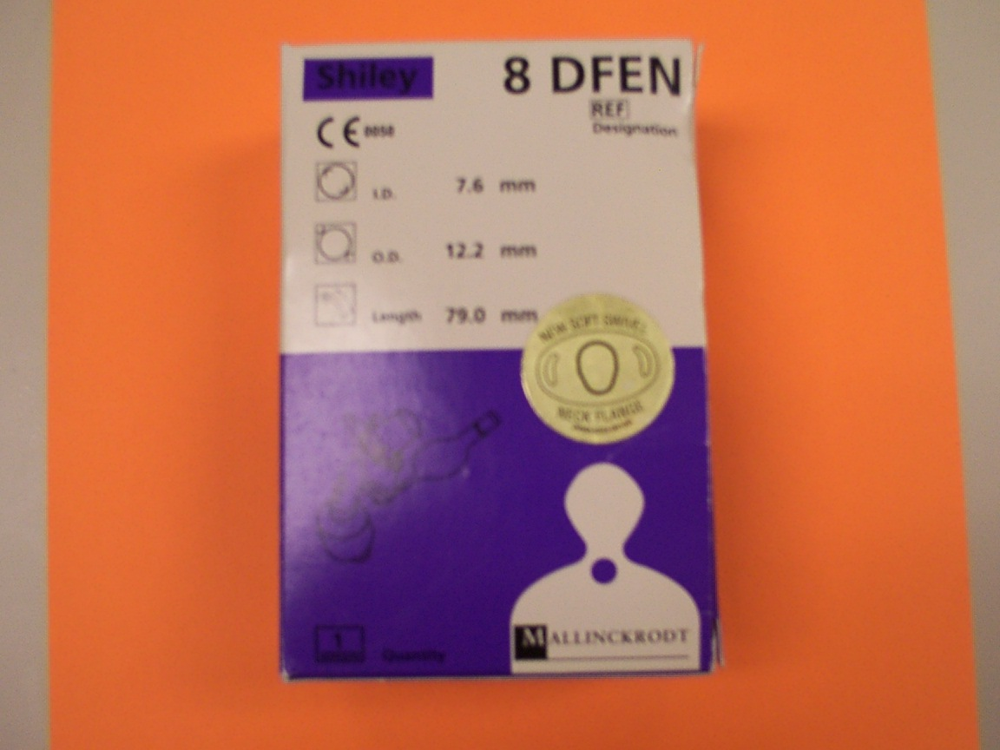 Shiley
8 DFEN
REF
Designation
CE 0050
I.D. 7.6 mm
O.D. 12.2 mm
Length 79.0 mm
NEW SOFT SWIVEL
NECK FLANGE
1
Quantity
MALLINCKRODT